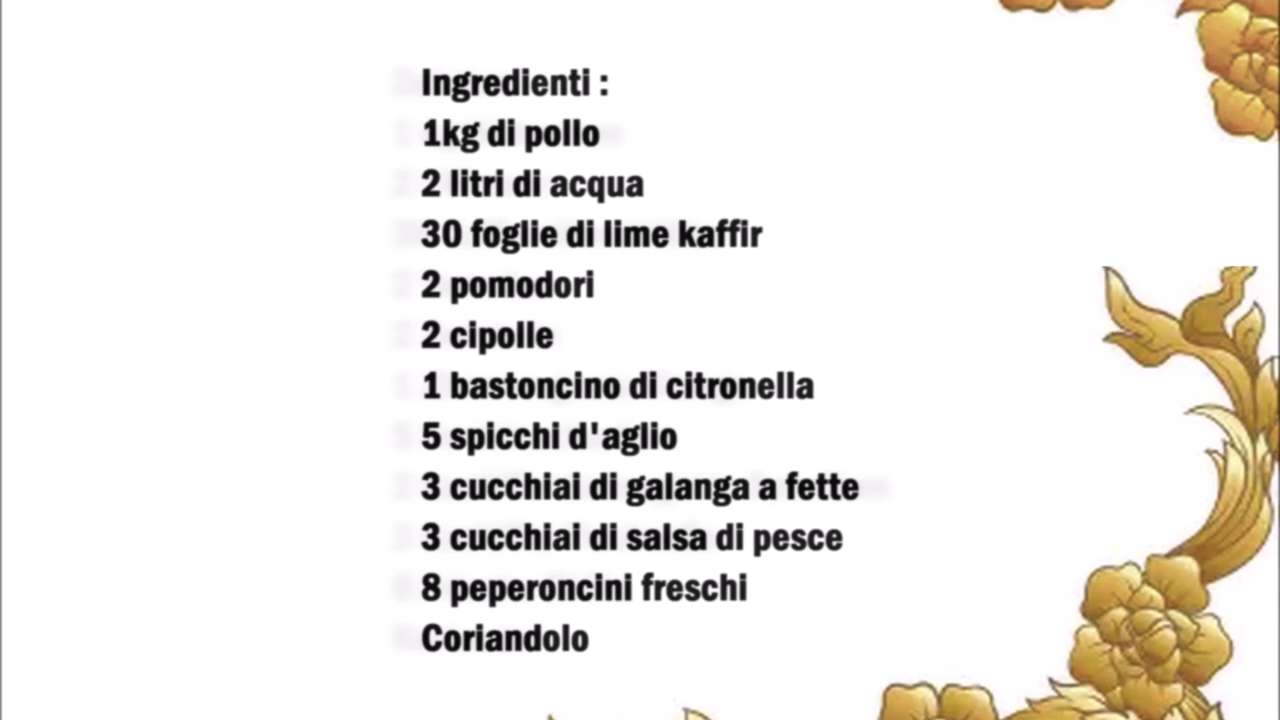 Ingredienti :
1kg di pollo
2 litri di acqua
30 foglie di lime kaffir
2 pomodori
2 cipolle
1 bastoncino di citronella
5 spicchi d'aglio
3 cucchiai di galanga a fette
3 cucchiai di salsa di pesce
8 peperoncini freschi
Coriandolo